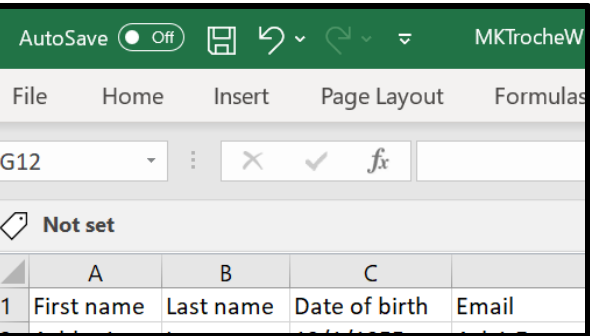 AutoSave Off MKTrocheW
File Home Insert Page Layout Formulas
G12 fx
Not set
A B C
1 First name Last name Date of birth Email